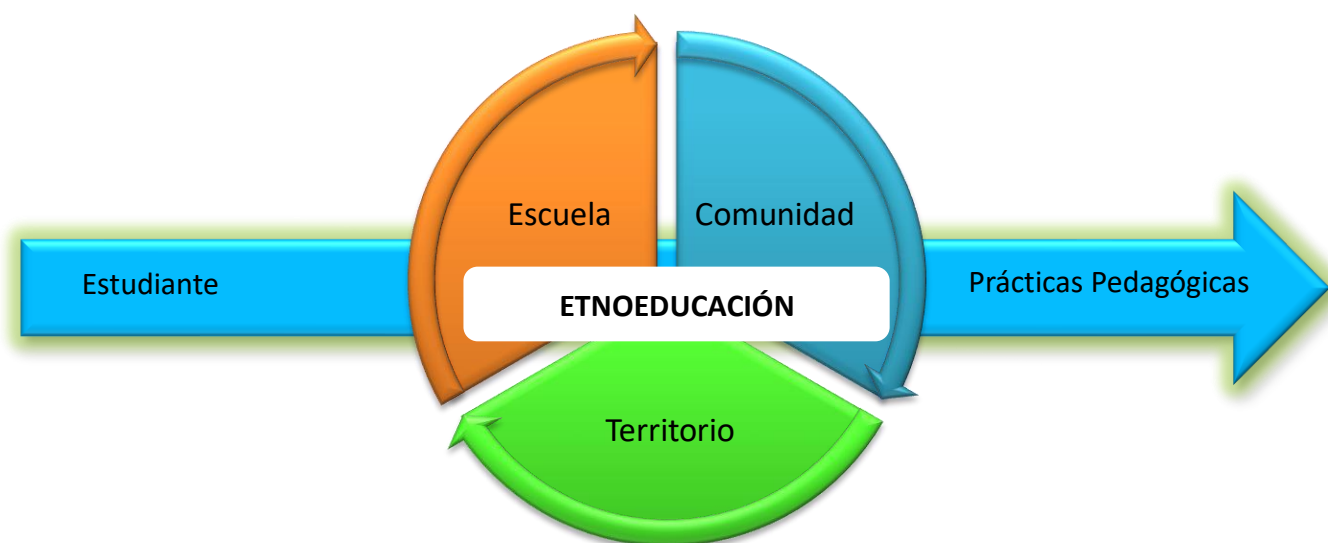 Escuela
Comunidad
Estudiante
ETNOEDUCACIÓN
Prácticas Pedagógicas
Territorio